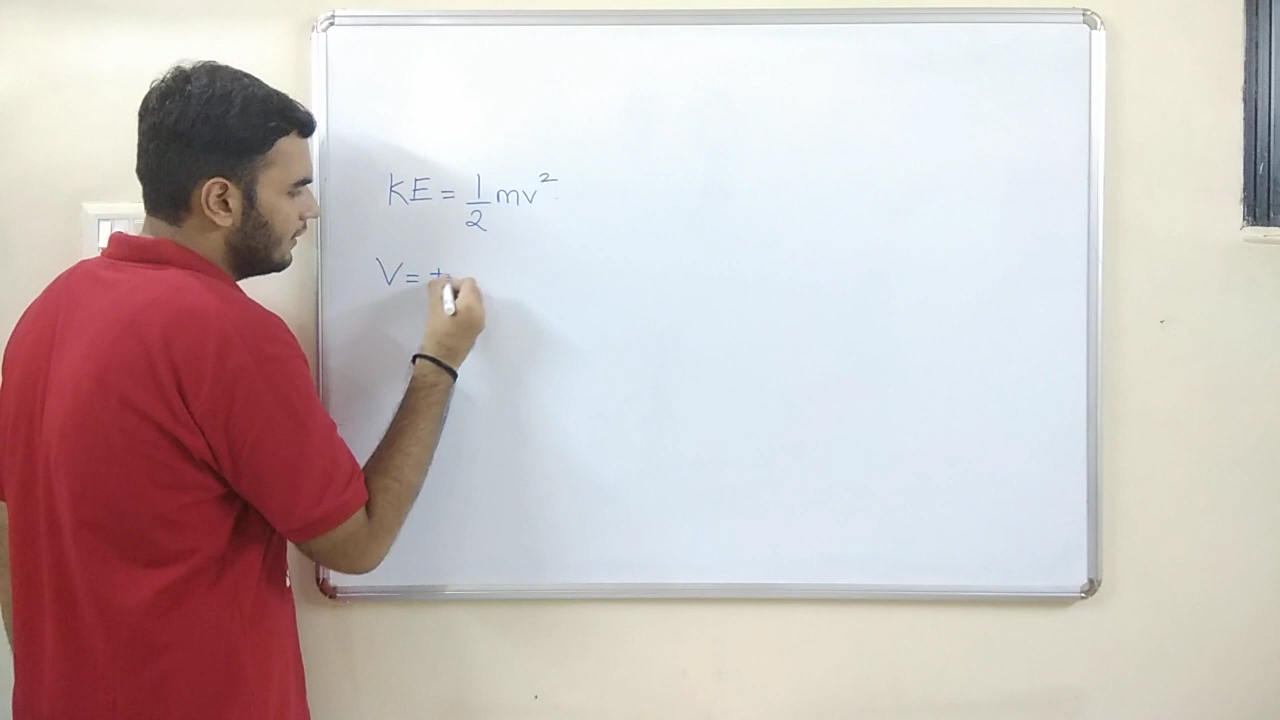 KE = 1/2 mv²
V = +